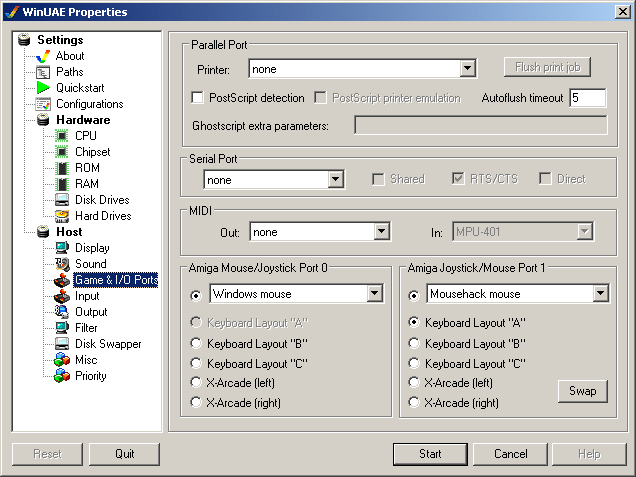 WinUAE Properties
Settings
About
Paths
Quickstart
Configurations
Hardware
CPU
Chipset
ROM
RAM
Disk Drives
Hard Drives
Host
Display
Sound
Game & I/O Ports
Input
Output
Filter
Disk Swapper
Misc
Priority
Parallel Port
Printer: none Flush print job
PostScript detection PostScript printer emulation Autoflush timeout 5
Ghostscript extra parameters:
Serial Port
none Shared RTS/CTS Direct
MIDI
Out: none In: MPU-401
Amiga Mouse/Joystick Port 0
Windows mouse
Keyboard Layout "A"
Keyboard Layout "B"
Keyboard Layout "C"
X-Arcade (left)
X-Arcade (right)
Amiga Joystick/Mouse Port 1
Mousehack mouse
Keyboard Layout "A"
Keyboard Layout "B"
Keyboard Layout "C"
X-Arcade (left)
X-Arcade (right)
Swap
Reset Quit Start Cancel Help